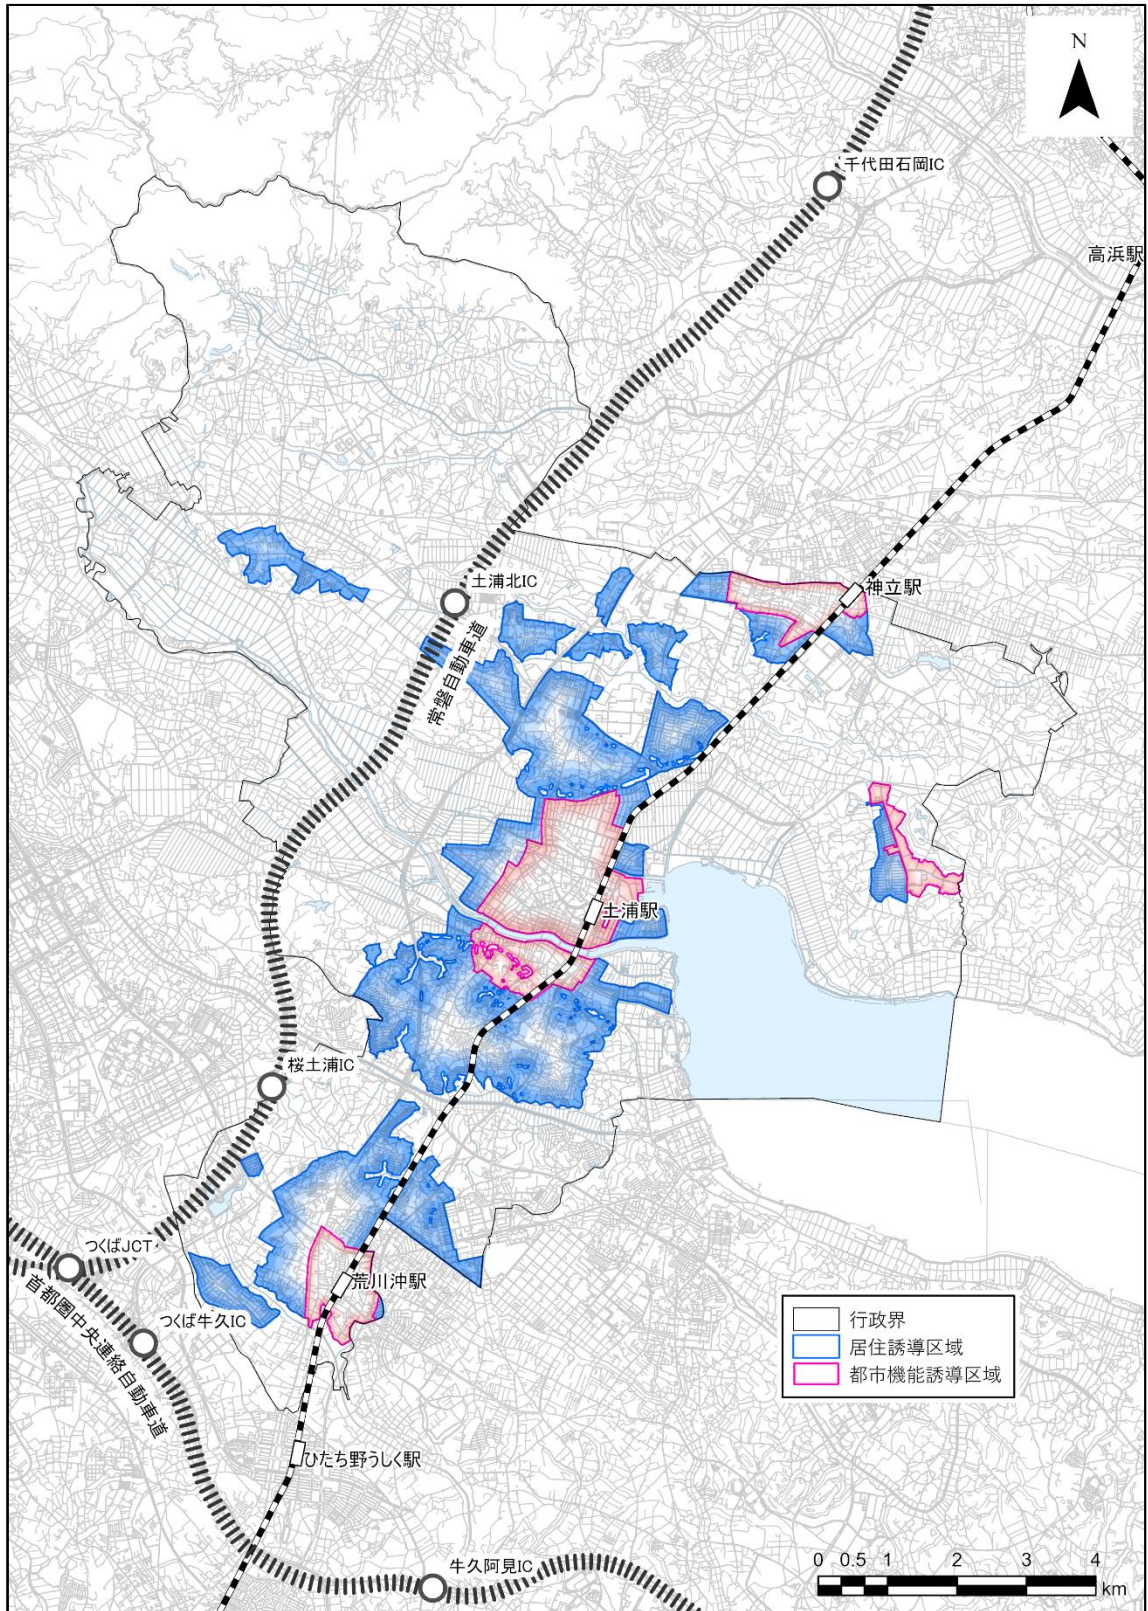 N
千代田石岡IC
高浜駅
土浦北IC
神立駅
常磐自動車道
土浦駅
桜土浦IC
つくばJCT
荒川沖駅
つくば牛久IC
首都圏中央連絡自動車道
行政界
居住誘導区域
都市機能誘導区域
ひたち野うしく駅
牛久阿見IC
0 0.5 1 2 3 4
km